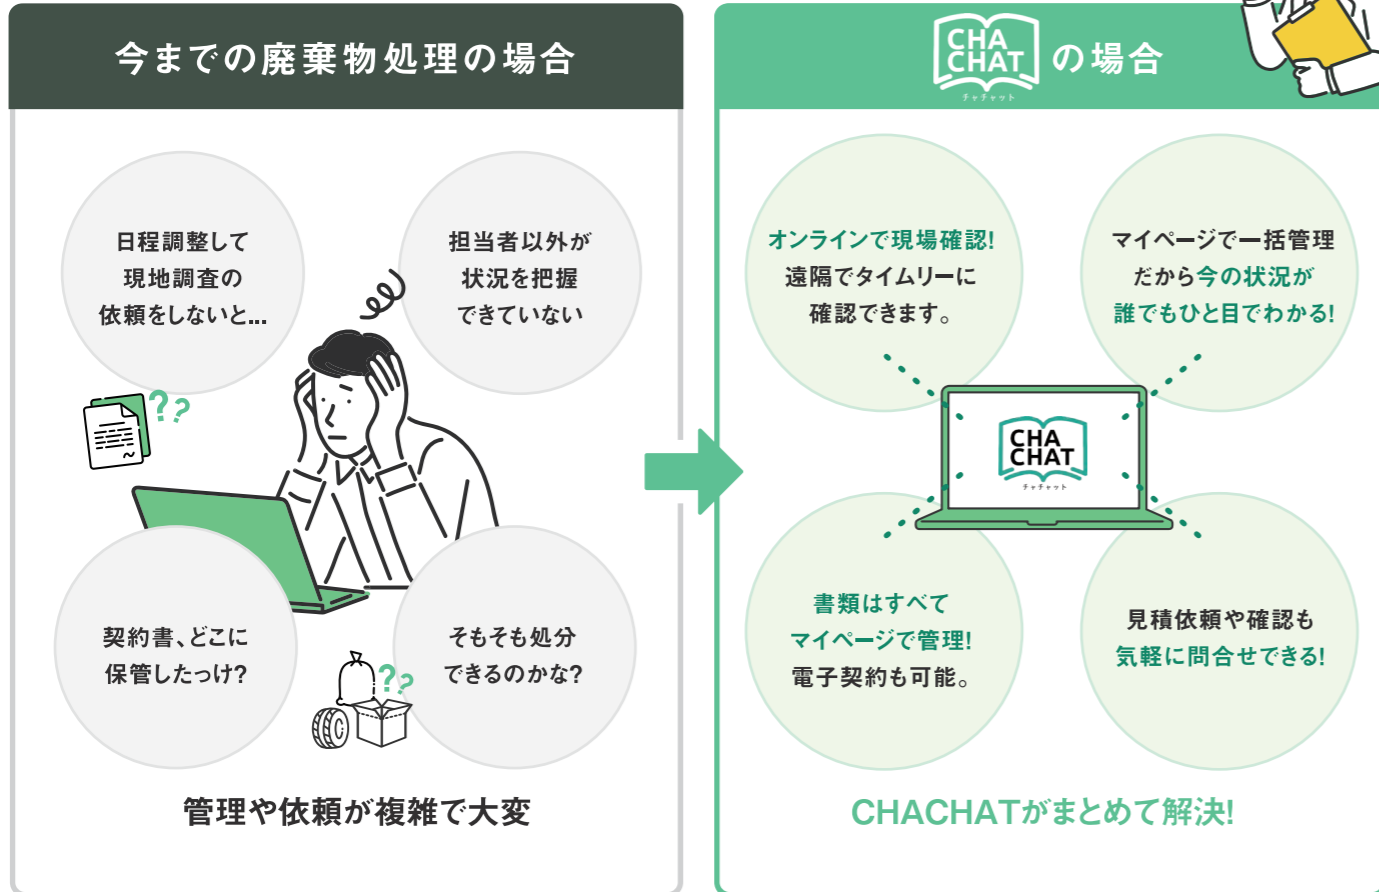 今までの廃棄物処理の場合
日程調整して
現地調査の
依頼をしないと...
担当者以外が
状況を把握
できていない
??
契約書、どこに
保管したっけ?
そもそも処分
できるのかな?
??
管理や依頼が複雑で大変
CHA
CHAT
チャチャット
の場合
オンラインで現場確認!
遠隔でタイムリーに
確認できます。
マイページで一括管理
だから今の状況が
誰でもひと目でわかる!
CHA
CHAT
チャチャット
書類はすべて
マイページで管理!
電子契約も可能。
見積依頼や確認も
気軽に問合せできる!
CHACHATがまとめて解決!